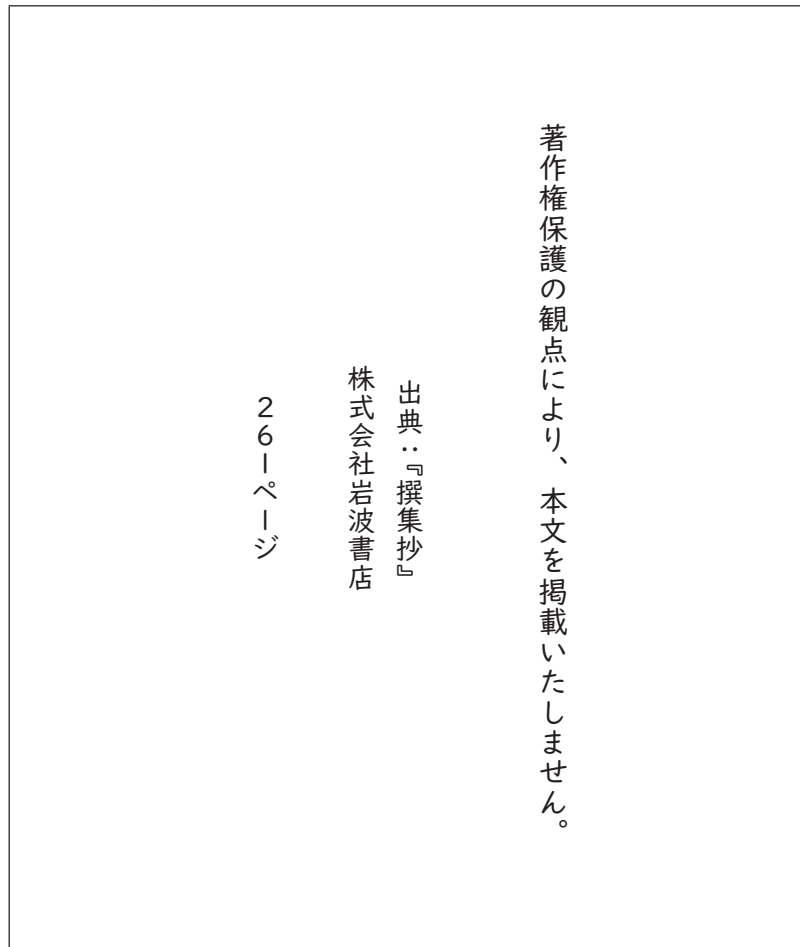 著作権保護の観点により、本文を掲載いたしません。
出典：『撰集抄』
株式会社岩波書店
２６１ページ